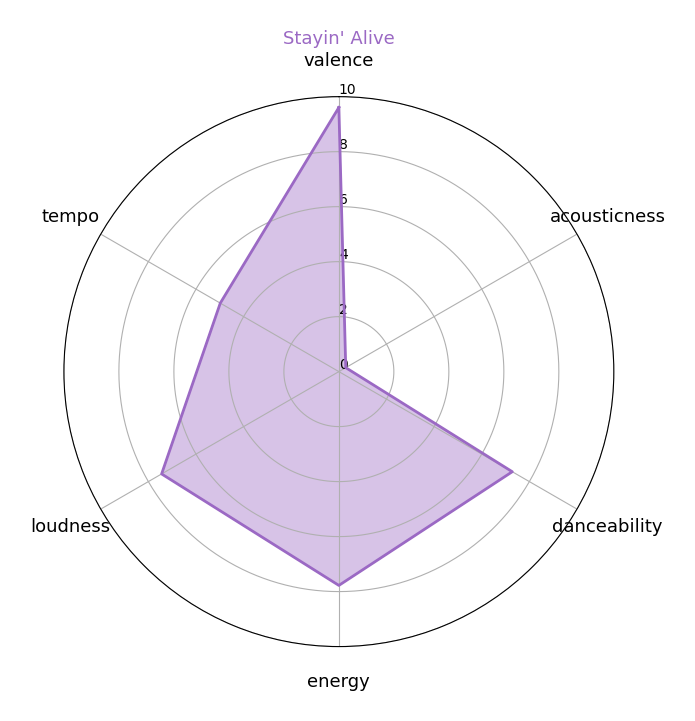 Stayin' Alive
valence
10
8
tempo
acousticness
6
4
2
0
loudness
danceability
energy